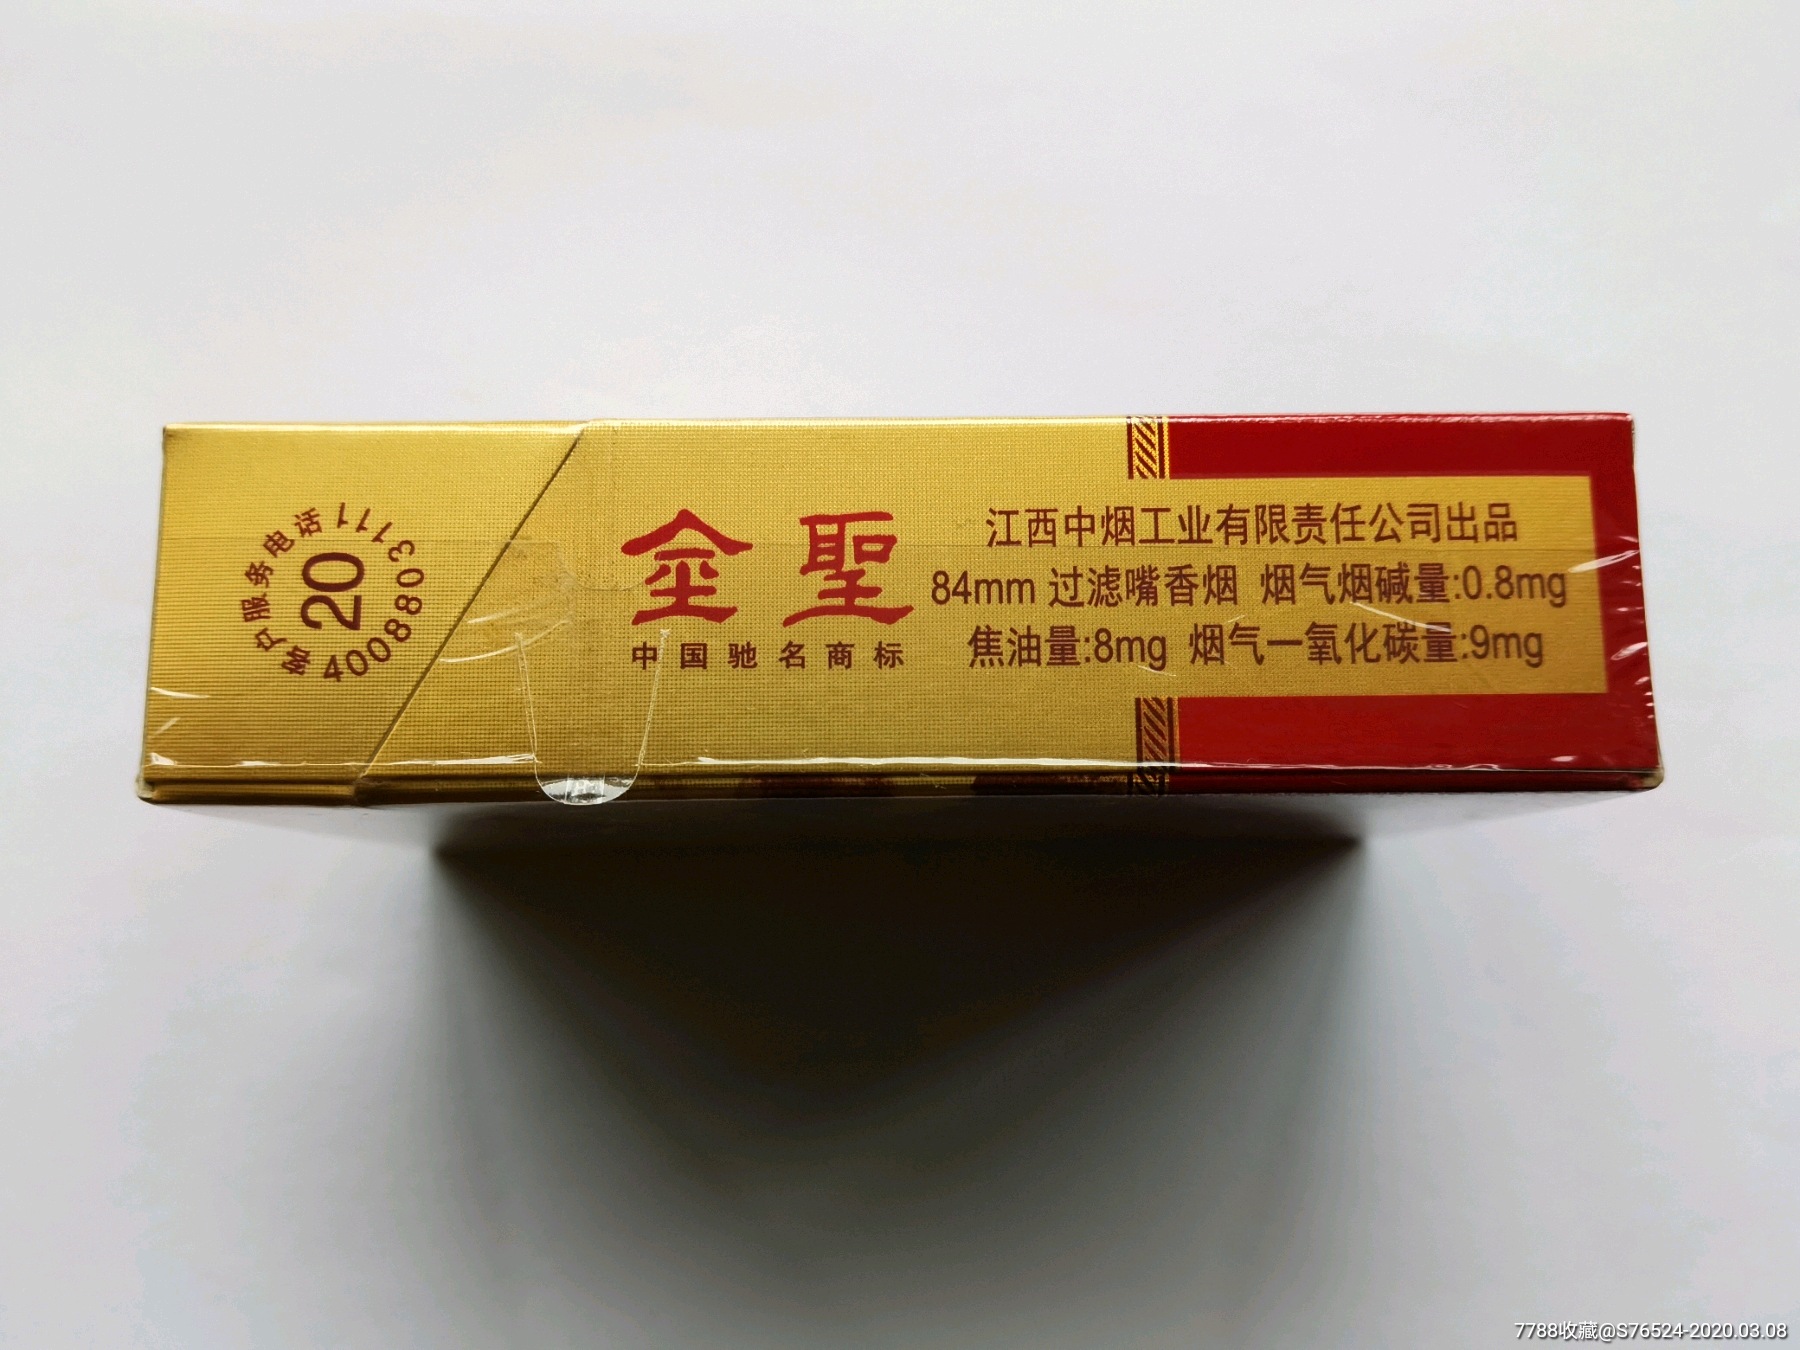 客户服务电话 4008803111
20
金聖
中国驰名商标
江西中烟工业有限责任公司出品
84mm 过滤嘴香烟 烟气烟碱量:0.8mg
焦油量:8mg 烟气一氧化碳量:9mg
7788收藏@S76524-2020.03.08